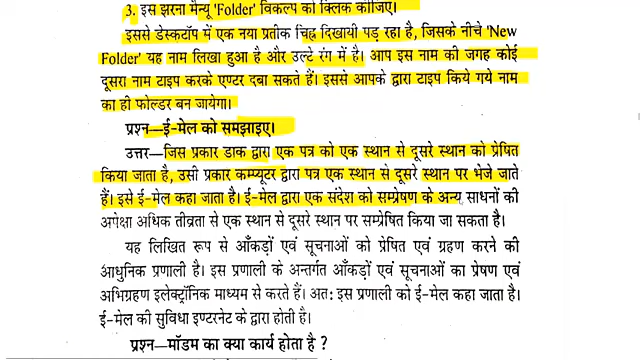 3. इस झरना मैन्यू 'Folder' विकल्प को क्लिक कीजिए।
इससे डेस्कटॉप में एक नया प्रतीक चिह्न दिखायी पड़ रहा है, जिसके नीचे 'New
Folder' यह नाम लिखा हुआ है और उल्टे रंग में है। आप इस नाम की जगह कोई
दूसरा नाम टाइप करके एण्टर दबा सकते हैं। इससे आपके द्वारा टाइप किये गये नाम
का ही फोल्डर बन जायेगा।
प्रश्न—ई-मेल को समझाइए।
उत्तर—जिस प्रकार डाक द्वारा एक पत्र को एक स्थान से दूसरे स्थान को प्रेषित
किया जाता है, उसी प्रकार कम्प्यूटर द्वारा पत्र एक स्थान से दूसरे स्थान पर भेजे जाते
हैं। इसे ई-मेल कहा जाता है। ई-मेल द्वारा एक संदेश को सम्प्रेषण के अन्य साधनों की
अपेक्षा अधिक तीव्रता से एक स्थान से दूसरे स्थान पर सम्प्रेषित किया जा सकता है।
यह लिखित रूप से आँकड़ों एवं सूचनाओं को प्रेषित एवं ग्रहण करने की
आधुनिक प्रणाली है। इस प्रणाली के अन्तर्गत आँकड़ों एवं सूचनाओं का प्रेषण एवं
अभिग्रहण इलेक्ट्रॉनिक माध्यम से करते हैं। अत: इस प्रणाली को ई-मेल कहा जाता है।
ई-मेल की सुविधा इण्टरनेट के द्वारा होती है।
प्रश्न—मॉडम का क्या कार्य होता है ?